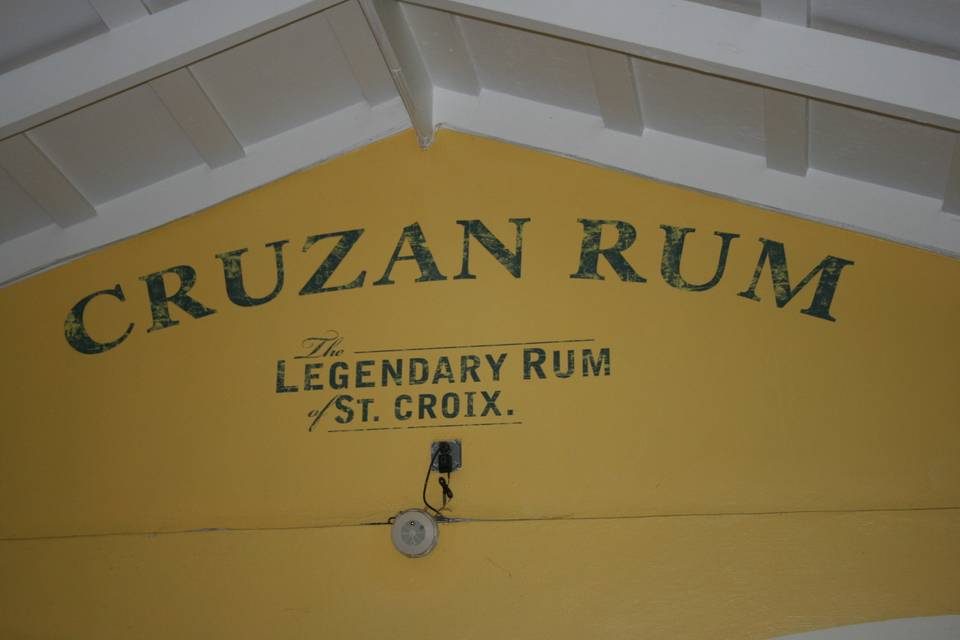 CRUZAN RUM
The
LEGENDARY RUM
of ST. CROIX.